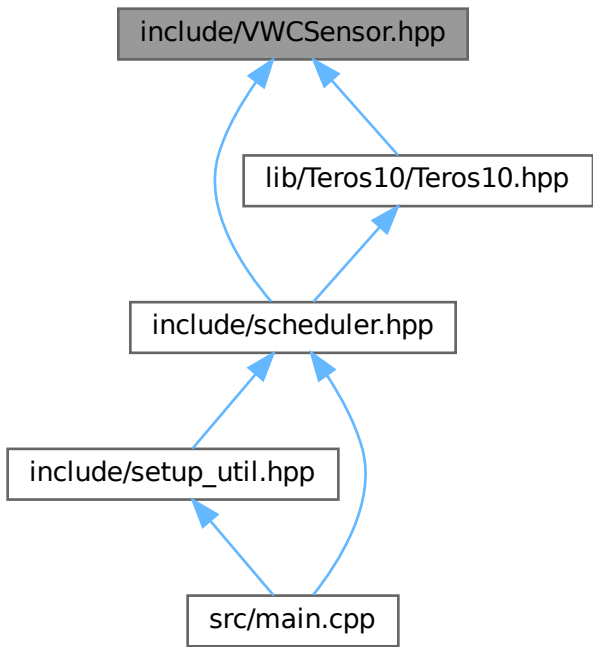 include/VWCSensor.hpp
lib/Teros10/Teros10.hpp
include/scheduler.hpp
include/setup_util.hpp
src/main.cpp